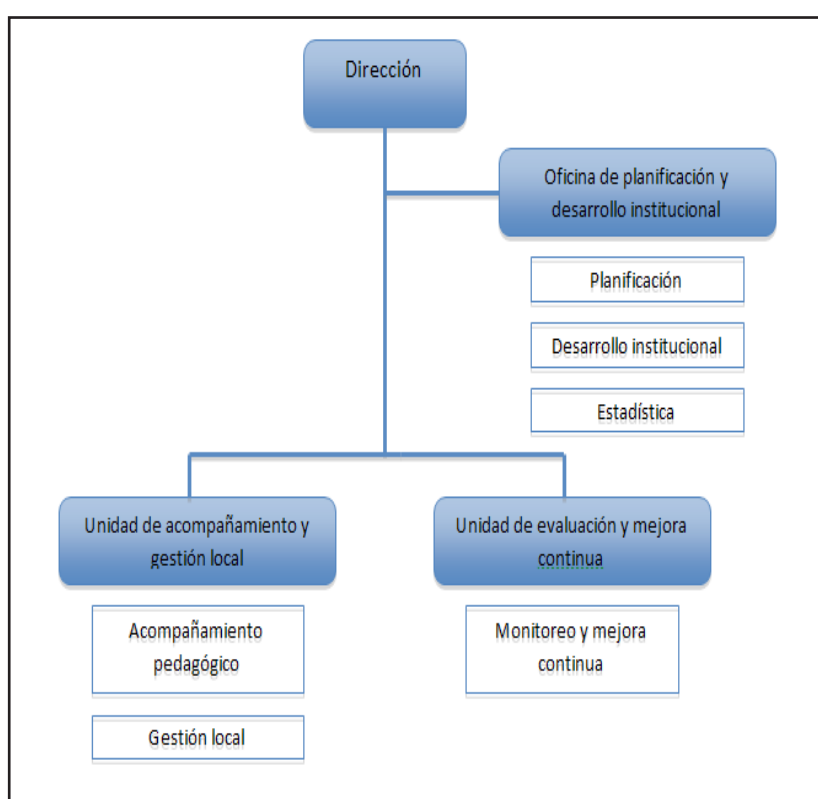 Dirección
Oficina de planificación y
desarrollo institucional
Planificación
Desarrollo institucional
Estadística
Unidad de acompañamiento y
gestión local
Acompañamiento
pedagógico
Gestión local
Unidad de evaluación y mejora
continua
Monitoreo y mejora
continua